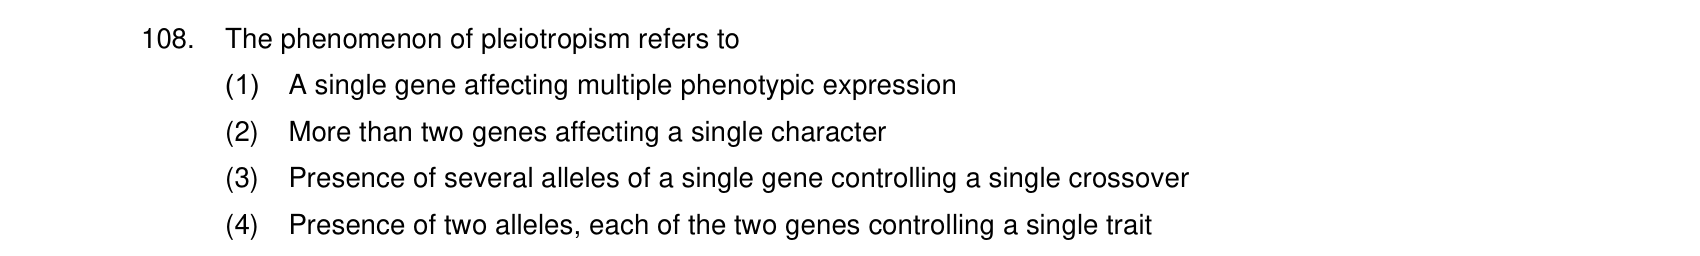 108. The phenomenon of pleiotropism refers to
(1) A single gene affecting multiple phenotypic expression
(2) More than two genes affecting a single character
(3) Presence of several alleles of a single gene controlling a single crossover
(4) Presence of two alleles, each of the two genes controlling a single trait